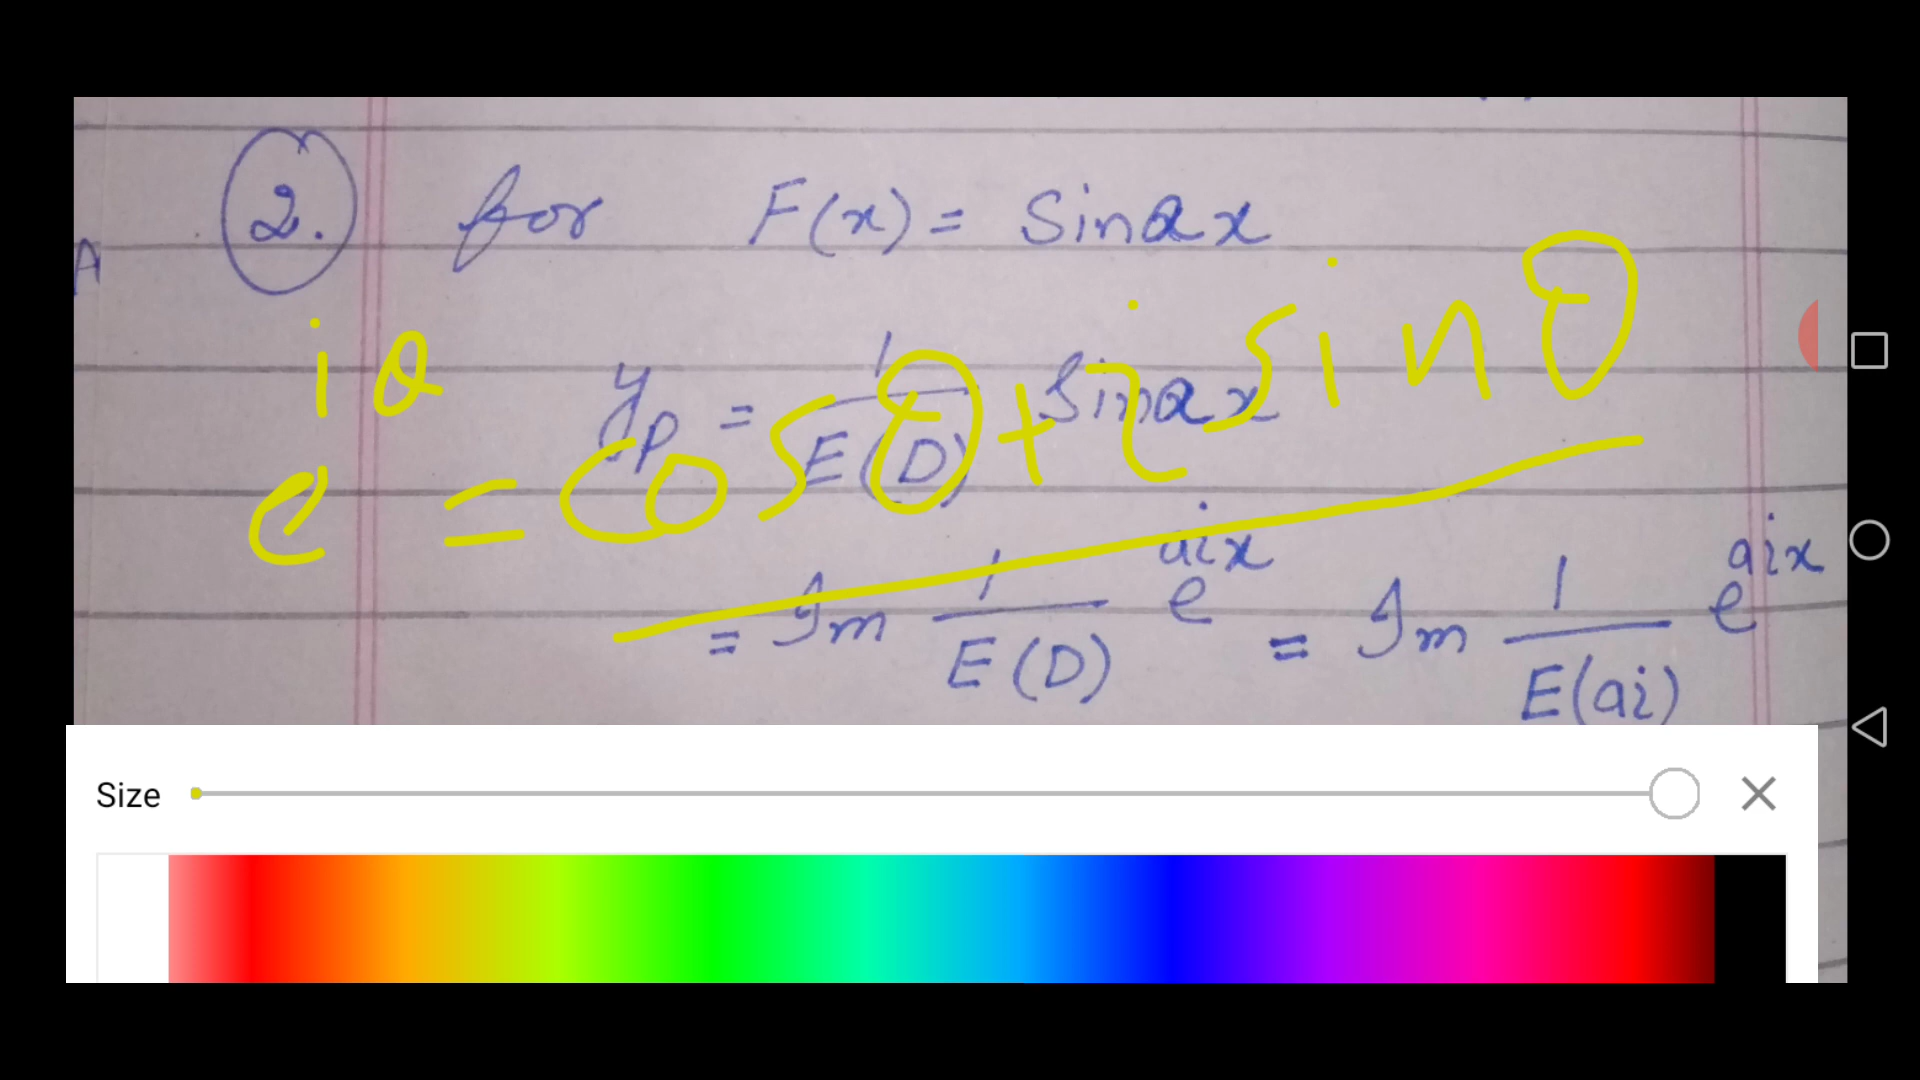 2. for F(x) = Sin ax
A
e^{iθ} = cosθ + i sinθ
y_p = 1/E(D) Sin ax
= Im 1/E(D) e^{aix} = Im 1/E(ai) e^{aix}
Size